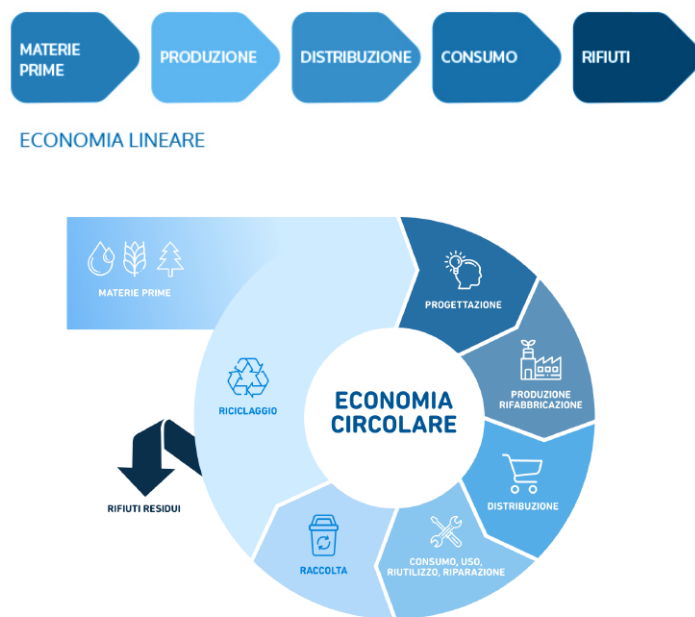 MATERIE
PRIME
PRODUZIONE
DISTRIBUZIONE
CONSUMO
RIFIUTI
ECONOMIA LINEARE
MATERIE PRIME
PROGETTAZIONE
PRODUZIONE
RIFABBRICAZIONE
DISTRIBUZIONE
CONSUMO, USO,
RIUTILIZZO, RIPARAZIONE
RACCOLTA
RICICLAGGIO
RIFIUTI RESIDUI
ECONOMIA
CIRCOLARE